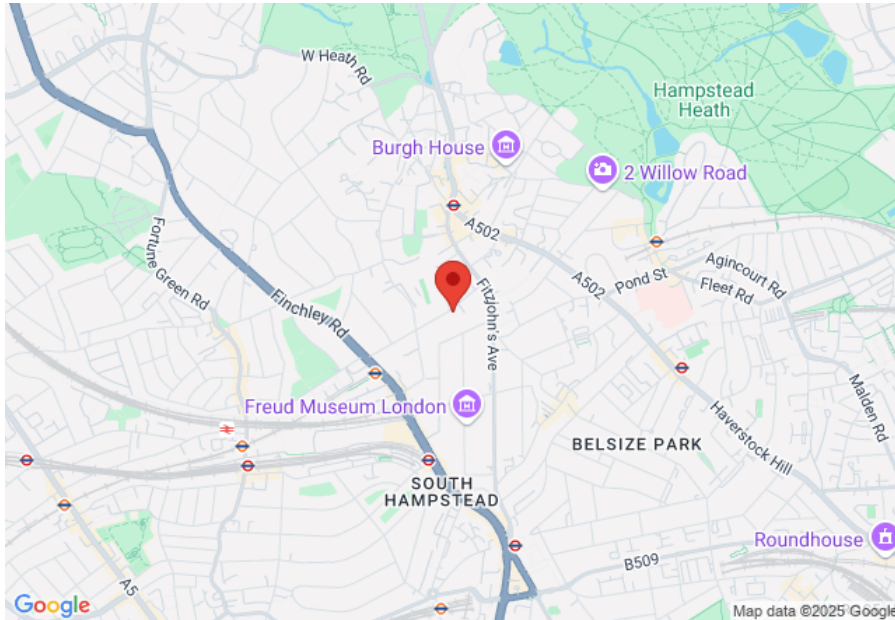 W Heath Rd
Hampstead
Heath
Burgh House
2 Willow Road
A502
Fortune Green Rd
Finchley Rd
Fitzjohn's Ave
A502
Pond St
Agincourt Rd
Fleet Rd
Malden Rd
Freud Museum London
Haverstock Hill
BELSIZE PARK
SOUTH
HAMPSTEAD
Roundhouse
B509
A5
Google
Map data ©2025 Google